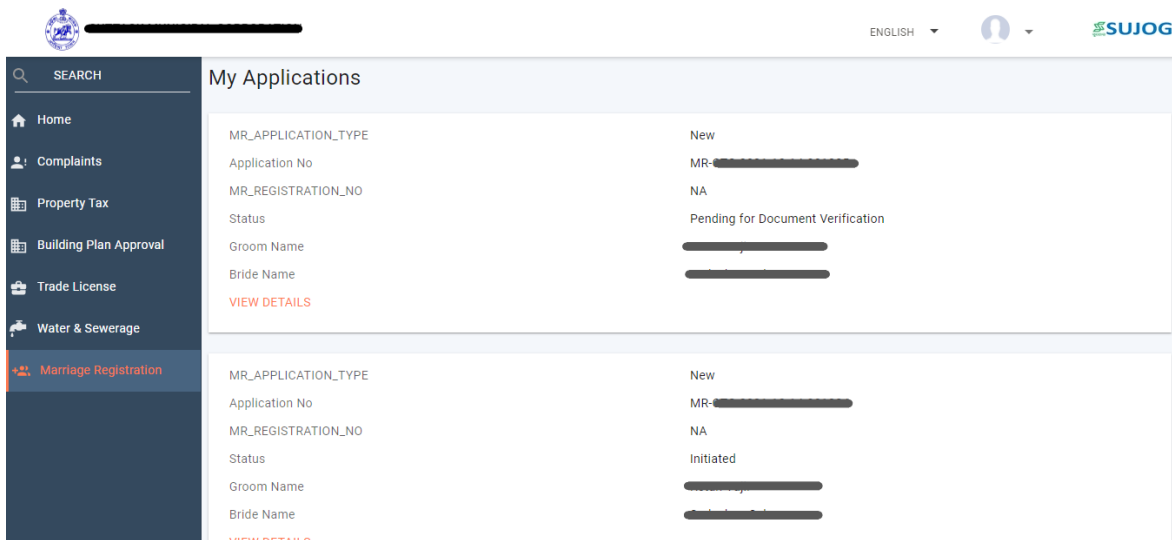 ENGLISH
SUJOG
SEARCH
Home
Complaints
Property Tax
Building Plan Approval
Trade License
Water & Sewerage
Marriage Registration
My Applications
MR_APPLICATION_TYPE New
Application No MR-
MR_REGISTRATION_NO NA
Status Pending for Document Verification
Groom Name
Bride Name
VIEW DETAILS
MR_APPLICATION_TYPE New
Application No MR-
MR_REGISTRATION_NO NA
Status Initiated
Groom Name
Bride Name
VIEW DETAILS